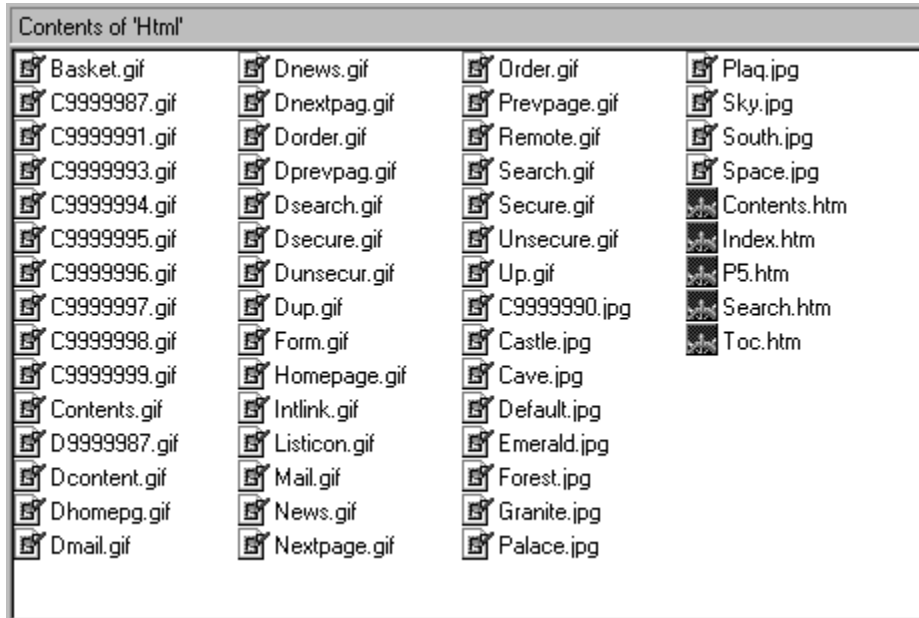 Contents of 'Html'
Basket.gif
C9999987.gif
C9999991.gif
C9999993.gif
C9999994.gif
C9999995.gif
C9999996.gif
C9999997.gif
C9999998.gif
C9999999.gif
Contents.gif
D9999987.gif
Dcontent.gif
Dhomepg.gif
Dmail.gif
Dnews.gif
Dnextpag.gif
Dorder.gif
Dprevpag.gif
Dsearch.gif
Dsecure.gif
Dunsecur.gif
Dup.gif
Form.gif
Homepage.gif
Intlink.gif
Listicon.gif
Mail.gif
News.gif
Nextpage.gif
Order.gif
Prevpage.gif
Remote.gif
Search.gif
Secure.gif
Unsecure.gif
Up.gif
C9999990.jpg
Castle.jpg
Cave.jpg
Default.jpg
Emerald.jpg
Forest.jpg
Granite.jpg
Palace.jpg
Plaq.jpg
Sky.jpg
South.jpg
Space.jpg
Contents.htm
Index.htm
P5.htm
Search.htm
Toc.htm